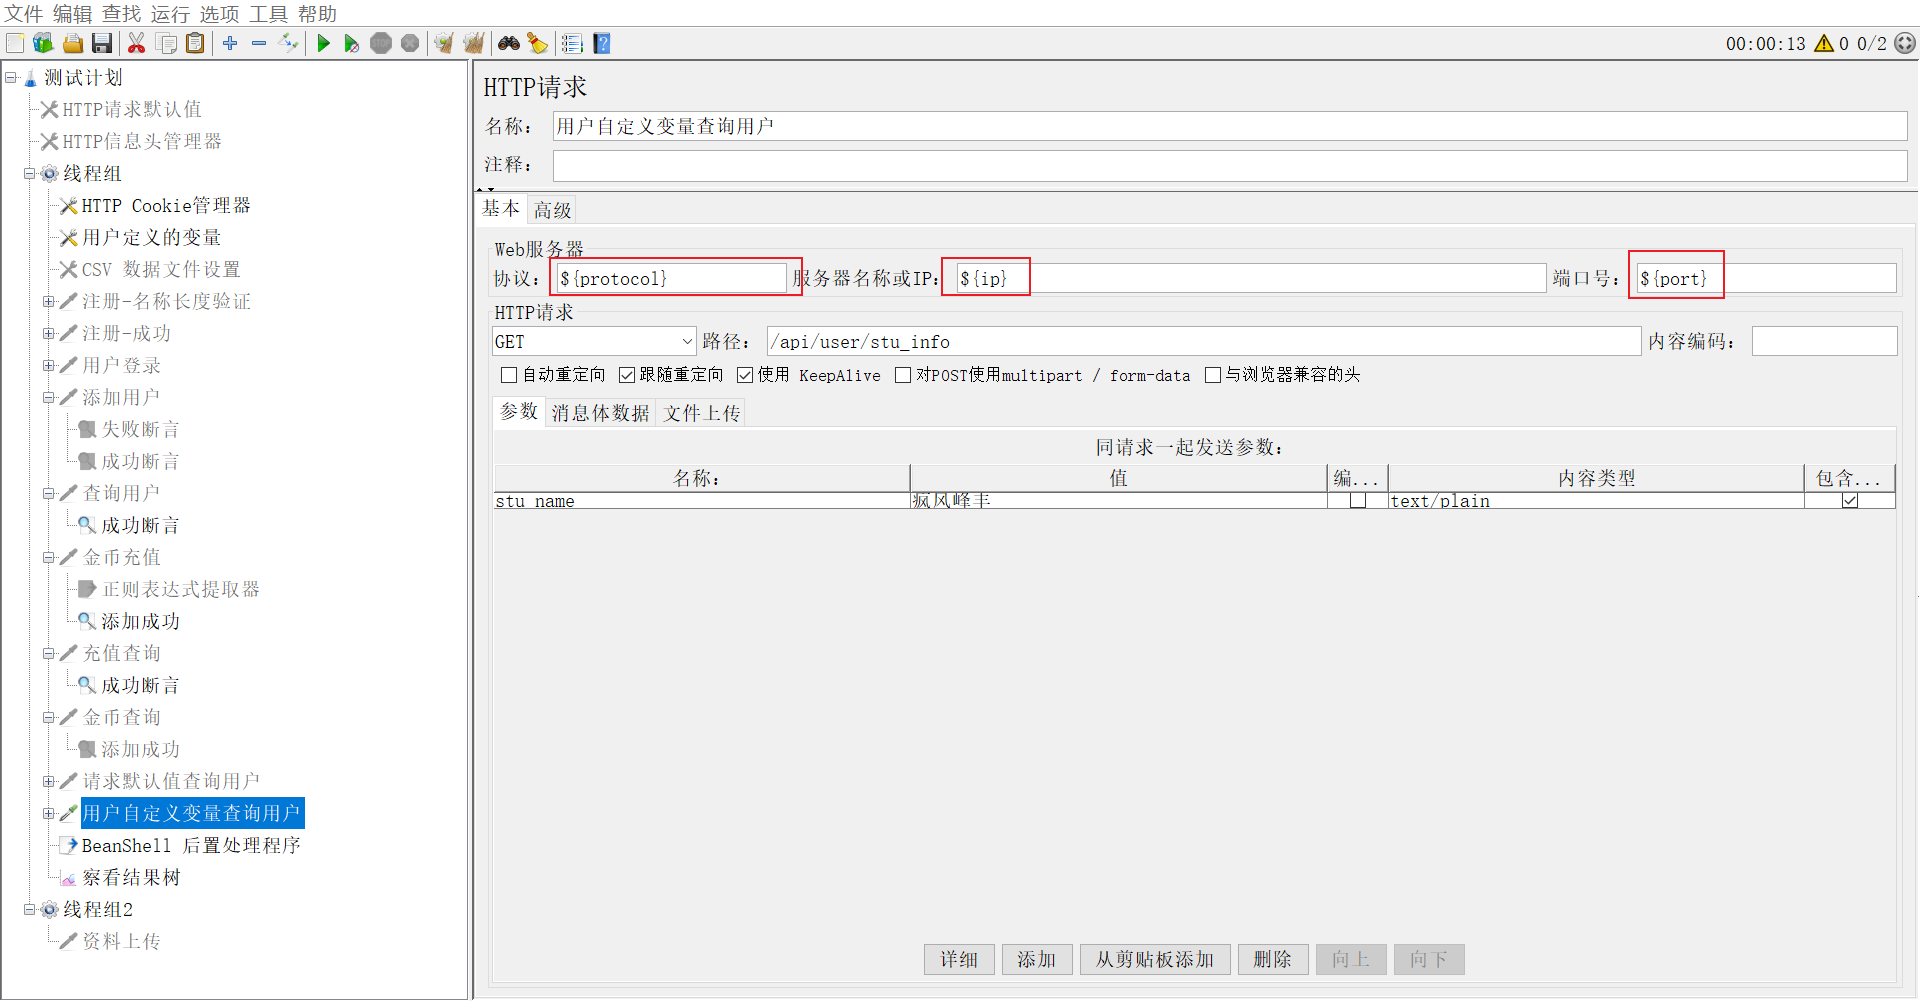 文件 编辑 查找 运行 选项 工具 帮助
00:00:13 0 0/2
测试计划
HTTP请求默认值
HTTP信息头管理器
线程组
HTTP Cookie管理器
用户定义的变量
CSV 数据文件设置
注册-名称长度验证
注册-成功
用户登录
添加用户
失败断言
成功断言
查询用户
成功断言
金币充值
正则表达式提取器
添加成功
充值查询
成功断言
金币查询
添加成功
请求默认值查询用户
用户自定义变量查询用户
BeanShell 后置处理程序
察看结果树
线程组2
资料上传
HTTP请求
名称： 用户自定义变量查询用户
注释：
基本 高级
Web服务器
协议： ${protocol} 服务器名称或IP: ${ip} 端口号： ${port}
HTTP请求
GET 路径： /api/user/stu_info 内容编码：
自动重定向 跟随重定向 使用 KeepAlive 对POST使用multipart / form-data 与浏览器兼容的头
参数 消息体数据 文件上传
同请求一起发送参数：
名称： 值 编... 内容类型 包含...
stu_name 疯风峰丰 text/plain
详细 添加 从剪贴板添加 删除 向上 向下